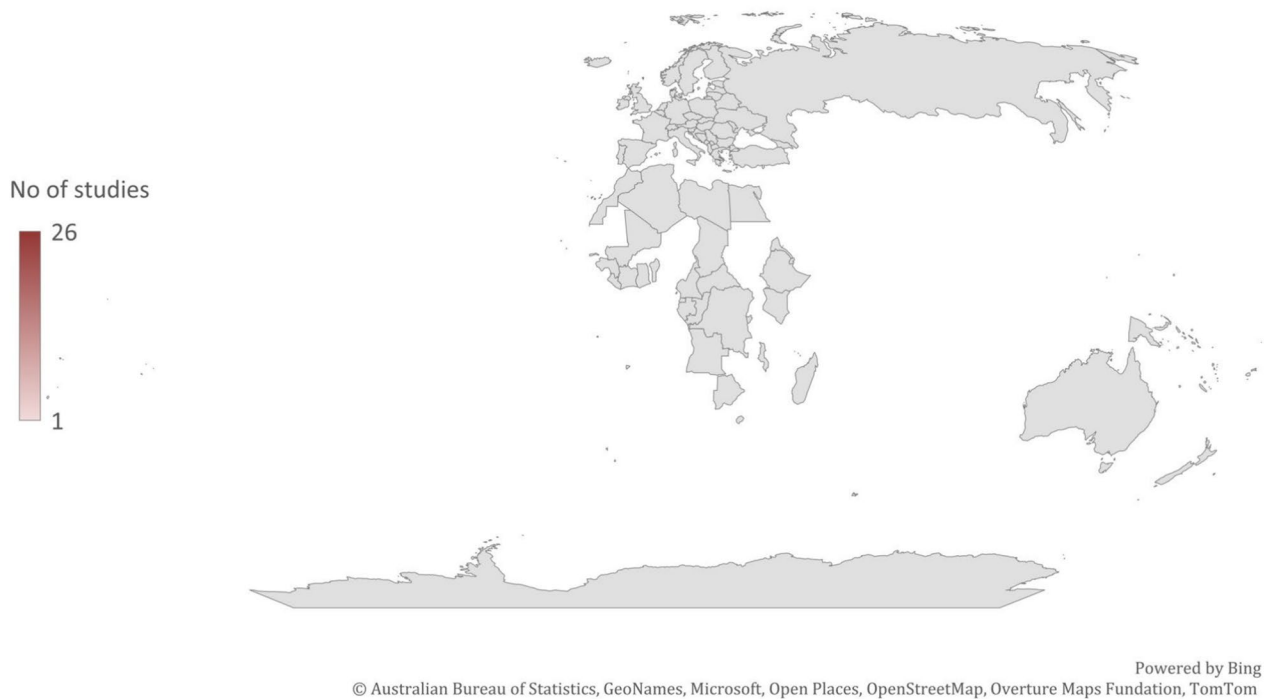 No of studies
26
1
Powered by Bing
© Australian Bureau of Statistics, GeoNames, Microsoft, Open Places, OpenStreetMap, Overture Maps Fundation, TomTom